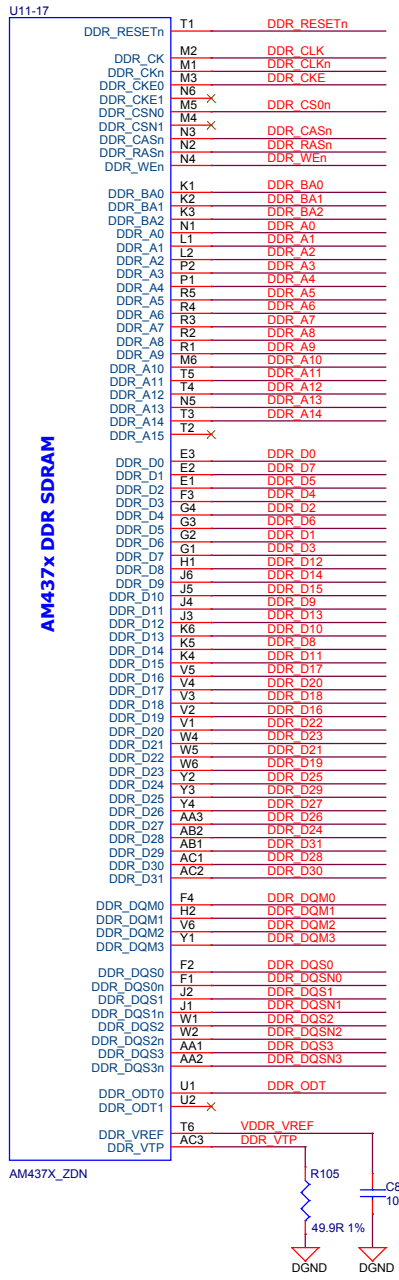 U11-17
DDR_RESETn T1 DDR_RESETn
DDR_CK M2 DDR_CLK
DDR_CKn M1 DDR_CLKn
DDR_CKE0 M3 DDR_CKE
DDR_CKE1 N6
DDR_CSN0 M5 DDR_CS0n
DDR_CSN1 M4
DDR_CASn N3 DDR_CASn
DDR_RASn N2 DDR_RASn
DDR_WEn N4 DDR_WEn
DDR_BA0 K1 DDR_BA0
DDR_BA1 K2 DDR_BA1
DDR_BA2 K3 DDR_BA2
DDR_A0 N1 DDR_A0
DDR_A1 L1 DDR_A1
DDR_A2 L2 DDR_A2
DDR_A3 P2 DDR_A3
DDR_A4 P1 DDR_A4
DDR_A5 R5 DDR_A5
DDR_A6 R4 DDR_A6
DDR_A7 R3 DDR_A7
DDR_A8 R2 DDR_A8
DDR_A9 R1 DDR_A9
DDR_A10 M6 DDR_A10
DDR_A11 T5 DDR_A11
DDR_A12 T4 DDR_A12
DDR_A13 N5 DDR_A13
DDR_A14 T3 DDR_A14
DDR_A15 T2
AM437x DDR SDRAM
DDR_D0 E3 DDR_D0
DDR_D1 E2 DDR_D7
DDR_D2 E1 DDR_D5
DDR_D3 F3 DDR_D4
DDR_D4 G4 DDR_D2
DDR_D5 G3 DDR_D6
DDR_D6 G2 DDR_D1
DDR_D7 G1 DDR_D3
DDR_D8 H1 DDR_D12
DDR_D9 J6 DDR_D14
DDR_D10 J5 DDR_D15
DDR_D11 J4 DDR_D9
DDR_D12 J3 DDR_D13
DDR_D13 K6 DDR_D10
DDR_D14 K5 DDR_D8
DDR_D15 K4 DDR_D11
DDR_D16 V5 DDR_D17
DDR_D17 V4 DDR_D20
DDR_D18 V3 DDR_D18
DDR_D19 V2 DDR_D16
DDR_D20 V1 DDR_D22
DDR_D21 W4 DDR_D23
DDR_D22 W5 DDR_D21
DDR_D23 W6 DDR_D19
DDR_D24 Y2 DDR_D25
DDR_D25 Y3 DDR_D29
DDR_D26 Y4 DDR_D27
DDR_D27 AA3 DDR_D26
DDR_D28 AB2 DDR_D24
DDR_D29 AB1 DDR_D31
DDR_D30 AC1 DDR_D28
DDR_D31 AC2 DDR_D30
DDR_DQM0 F4 DDR_DQM0
DDR_DQM1 H2 DDR_DQM1
DDR_DQM2 V6 DDR_DQM2
DDR_DQM3 Y1 DDR_DQM3
DDR_DQS0 F2 DDR_DQS0
DDR_DQS0n F1 DDR_DQSN0
DDR_DQS1 J2 DDR_DQS1
DDR_DQS1n J1 DDR_DQSN1
DDR_DQS2 W1 DDR_DQS2
DDR_DQS2n W2 DDR_DQSN2
DDR_DQS3 AA1 DDR_DQS3
DDR_DQS3n AA2 DDR_DQSN3
DDR_ODT0 U1 DDR_ODT
DDR_ODT1 U2
DDR_VREF T6 VDDR_VREF
DDR_VTP AC3 DDR_VTP
AM437X_ZDN
R105
49.9R 1%
DGND
DGND